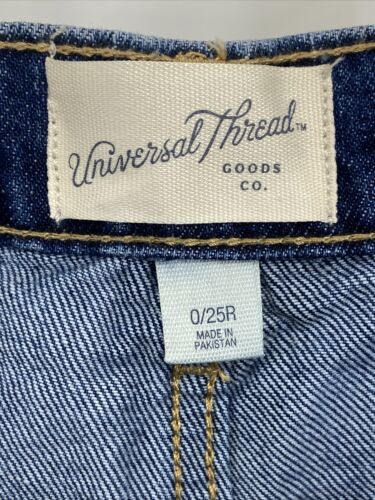 Universal Thread™
GOODS
CO.
0/25R
MADE IN
PAKISTAN